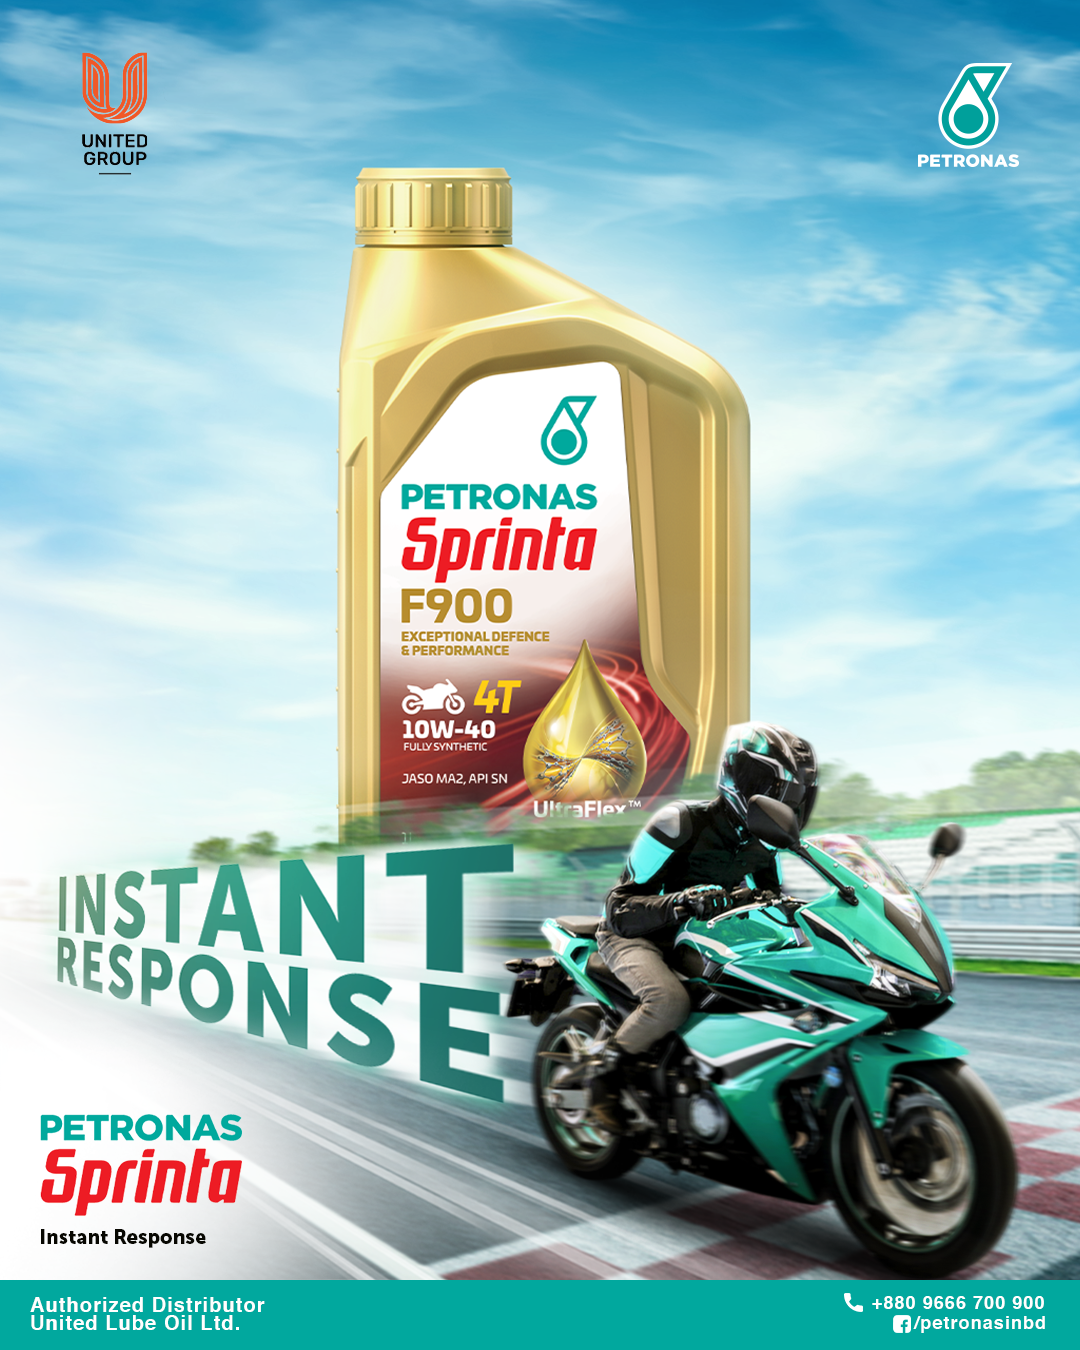 UNITED
GROUP
PETRONAS
PETRONAS
Sprinta
F900
EXCEPTIONAL DEFENCE
& PERFORMANCE
4T
10W-40
FULLY SYNTHETIC
JASO MA2, API SN
UltraFlex™
INSTANT
RESPONSE
PETRONAS
Sprinta
Instant Response
Authorized Distributor
United Lube Oil Ltd.
+880 9666 700 900
/petronasinbd